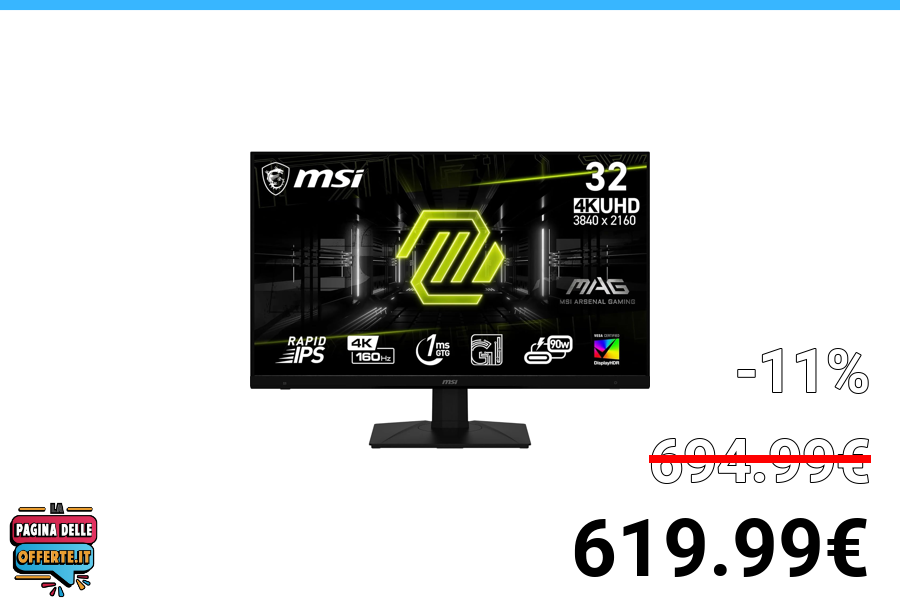 msi
32
4K UHD
3840 x 2160
MAG
MSI ARSENAL GAMING
RAPID
IPS
4K
160Hz
1ms
GTG
90w
DisplayHDR
msi
-11%
694.99€
619.99€
LA
PAGINA DELLE
OFFERTE.IT